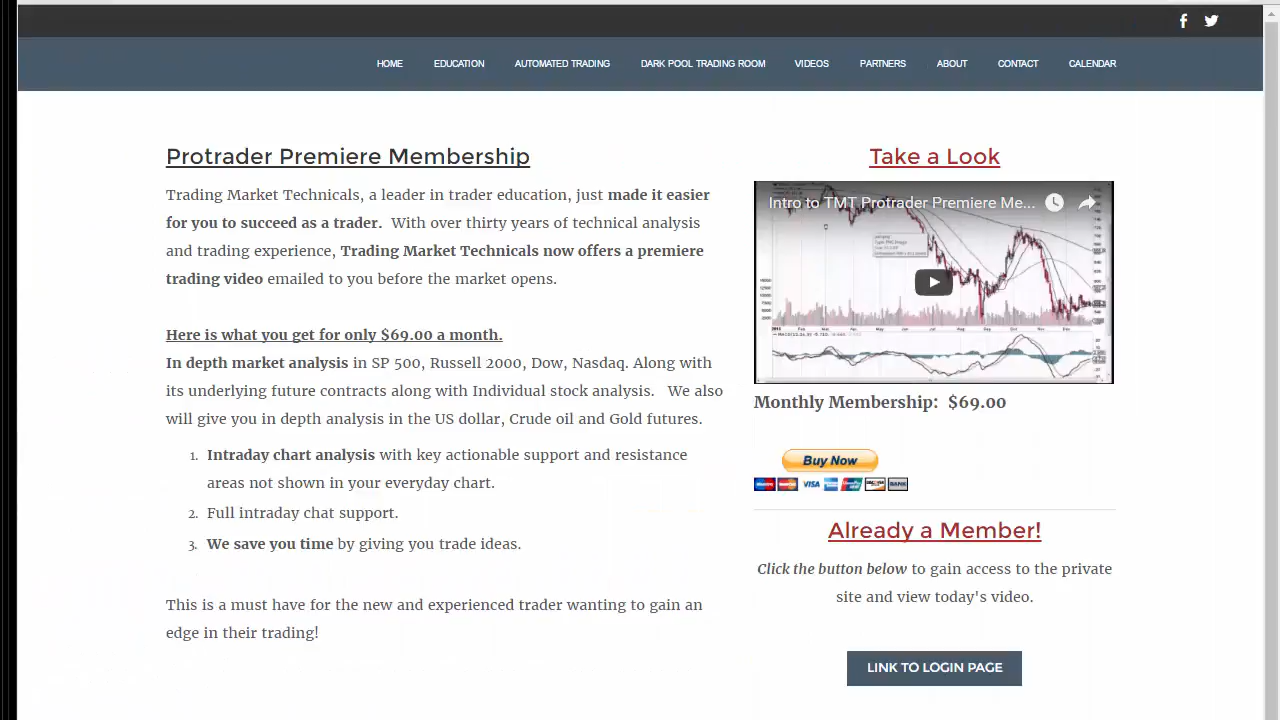 HOME EDUCATION AUTOMATED TRADING DARK POOL TRADING ROOM VIDEOS PARTNERS ABOUT CONTACT CALENDAR
Protrader Premiere Membership
Trading Market Technicals, a leader in trader education, just made it easier
for you to succeed as a trader. With over thirty years of technical analysis
and trading experience, Trading Market Technicals now offers a premiere
trading video emailed to you before the market opens.
Here is what you get for only $69.00 a month.
In depth market analysis in SP 500, Russell 2000, Dow, Nasdaq. Along with
its underlying future contracts along with Individual stock analysis. We also
will give you in depth analysis in the US dollar, Crude oil and Gold futures.
1. Intraday chart analysis with key actionable support and resistance
areas not shown in your everyday chart.
2. Full intraday chat support.
3. We save you time by giving you trade ideas.
This is a must have for the new and experienced trader wanting to gain an
edge in their trading!
Take a Look
Intro to TMT Protrader Premiere Me...
Monthly Membership: $69.00
Buy Now
VISA
Already a Member!
Click the button below to gain access to the private
site and view today's video.
LINK TO LOGIN PAGE